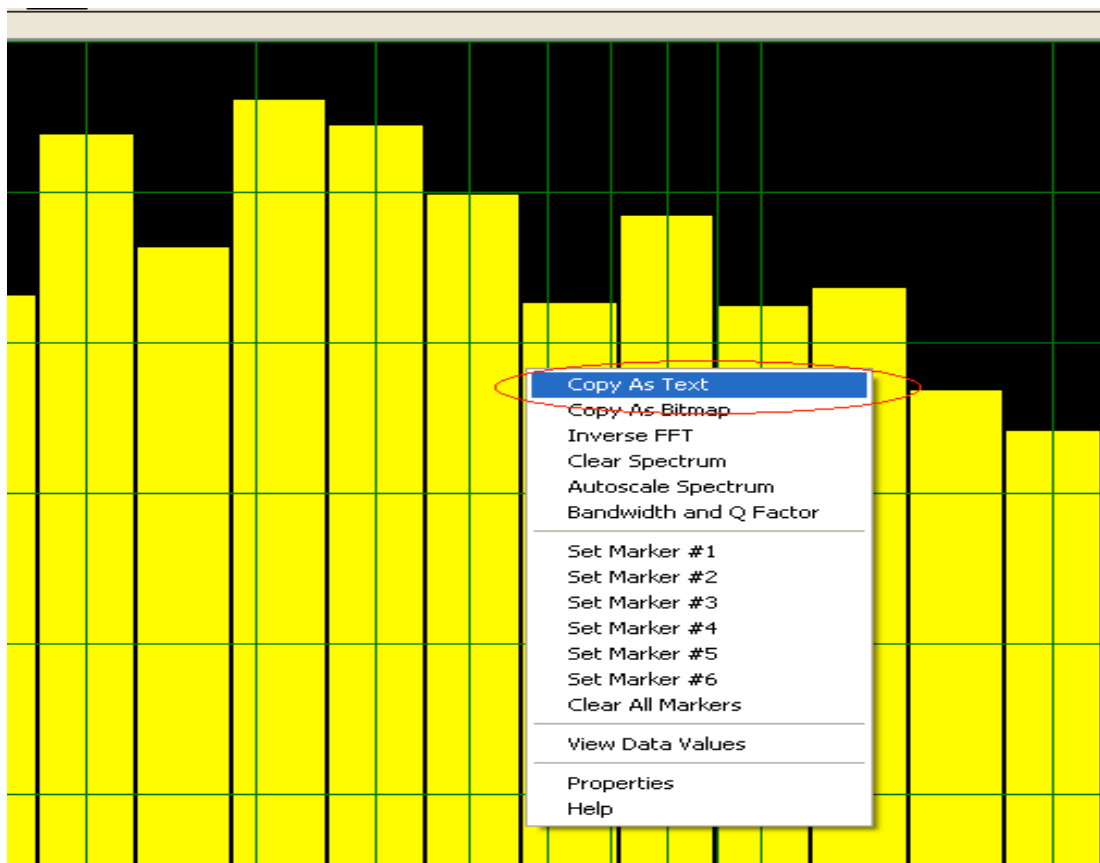 Copy As Text
Copy As Bitmap
Inverse FFT
Clear Spectrum
Autoscale Spectrum
Bandwidth and Q Factor
Set Marker #1
Set Marker #2
Set Marker #3
Set Marker #4
Set Marker #5
Set Marker #6
Clear All Markers
View Data Values
Properties
Help